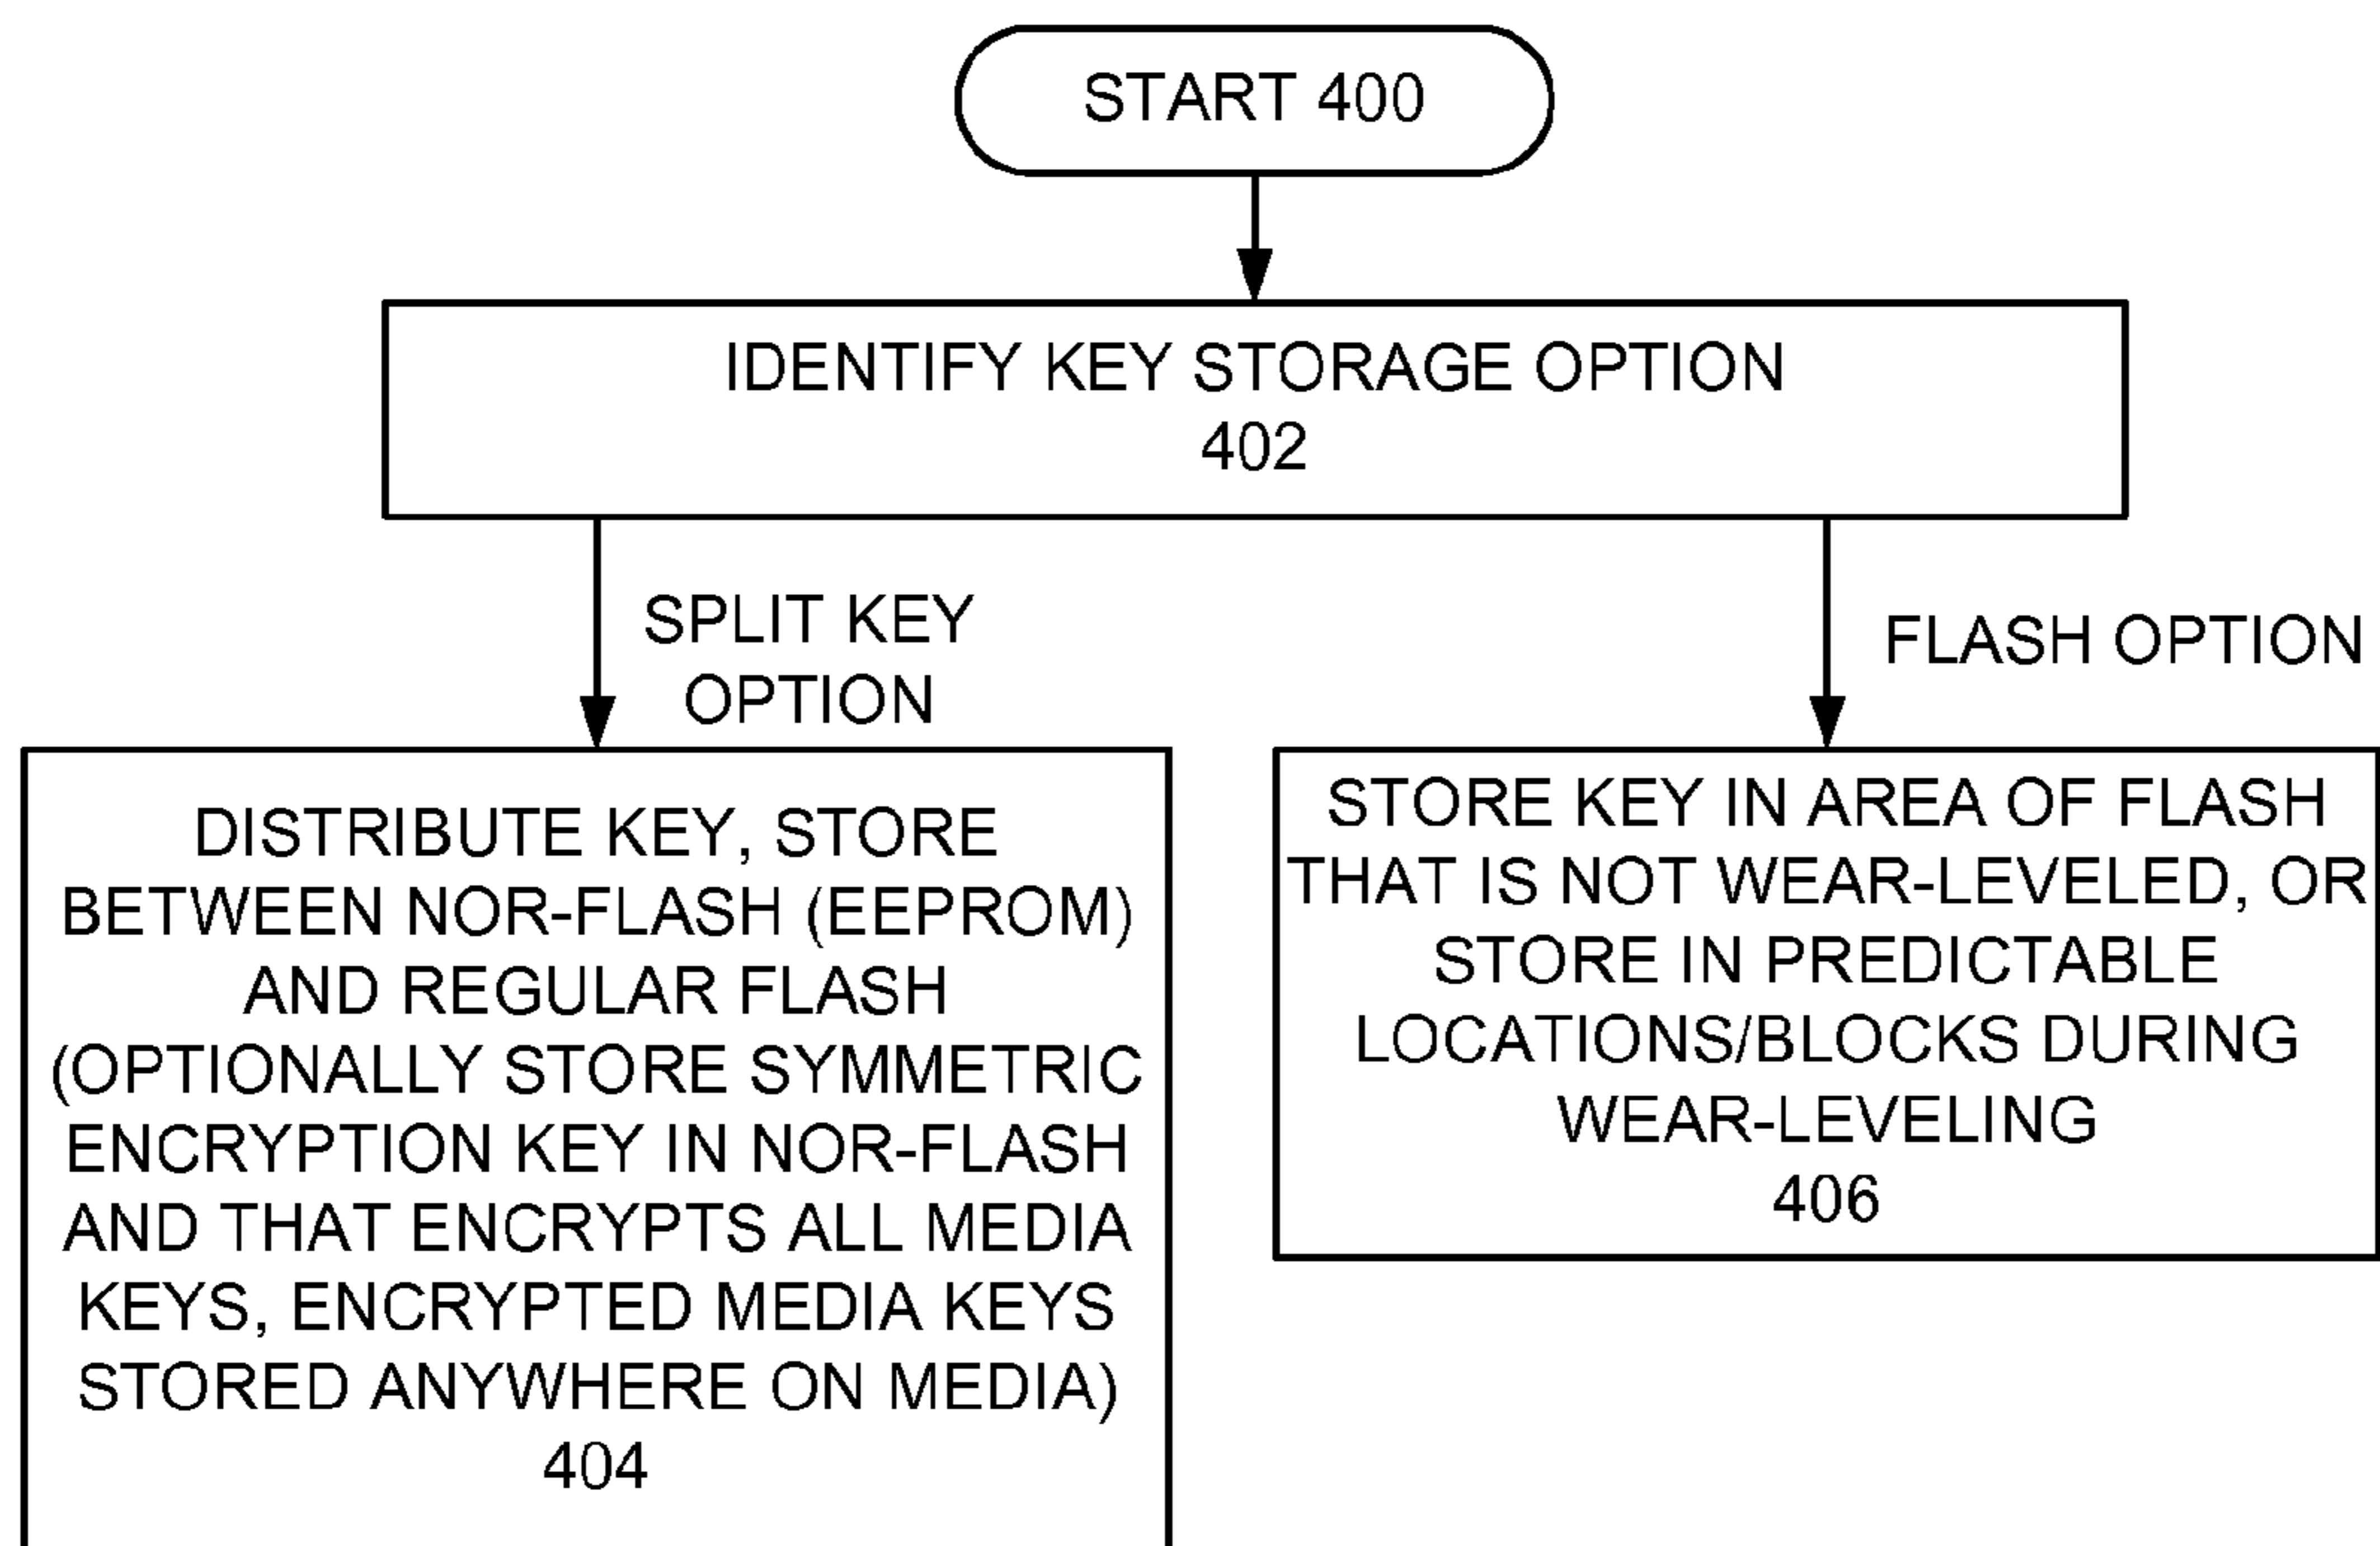 START 400
IDENTIFY KEY STORAGE OPTION
402
SPLIT KEY
OPTION
FLASH OPTION
DISTRIBUTE KEY, STORE
BETWEEN NOR-FLASH (EEPROM)
AND REGULAR FLASH
(OPTIONALLY STORE SYMMETRIC
ENCRYPTION KEY IN NOR-FLASH
AND THAT ENCRYPTS ALL MEDIA
KEYS, ENCRYPTED MEDIA KEYS
STORED ANYWHERE ON MEDIA)
404
STORE KEY IN AREA OF FLASH
THAT IS NOT WEAR-LEVELED, OR
STORE IN PREDICTABLE
LOCATIONS/BLOCKS DURING
WEAR-LEVELING
406